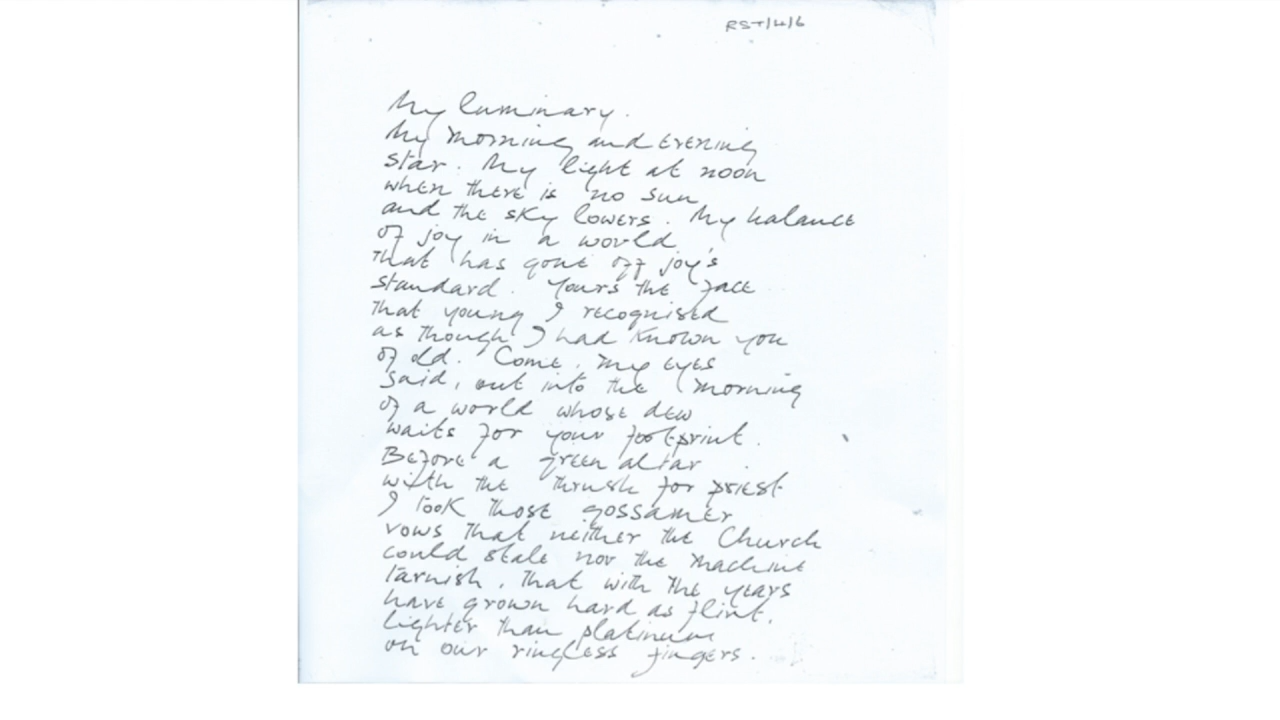 RST/4/6
My luminary.
My morning and evening
star. My light at noon
when there is no sun
and the sky lowers. My balance
of joy in a world
that has gone off joy's
standard. Yours the face
that young I recognised
as though I had known you
of old. Come, my eyes
said, out into the morning
of a world whose dew
waits for your footprint.
Before a green altar
with the thrush for priest
I took those gossamer
vows that neither the Church
could stale nor the Machine
tarnish, that with the years
have grown hard as flint,
lighter than platinum
on our ringless fingers.